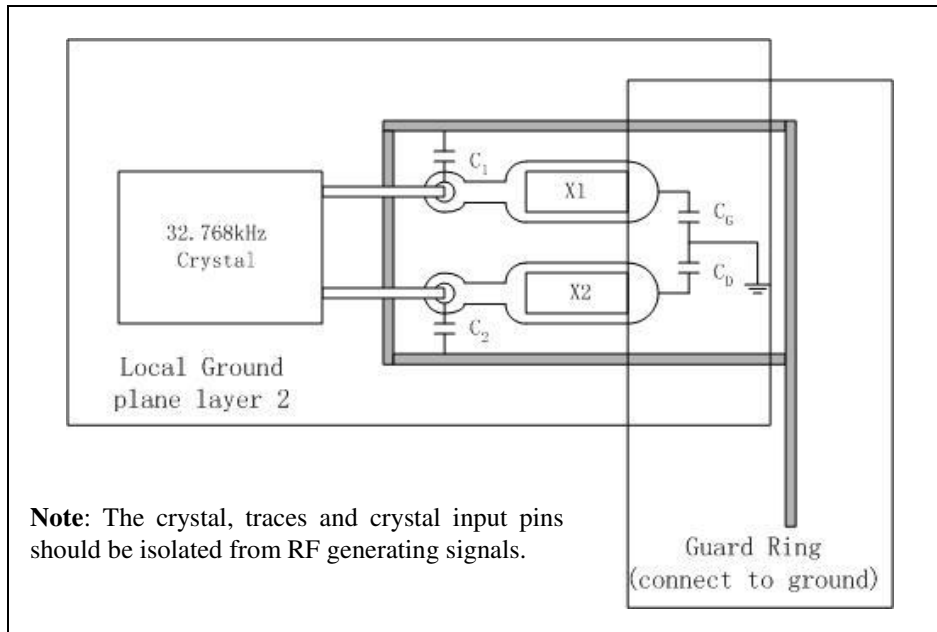 C1
X1
CG
32.768kHz
Crystal
CD
X2
C2
Local Ground
plane layer 2
Note: The crystal, traces and crystal input pins
should be isolated from RF generating signals.
Guard Ring
(connect to ground)